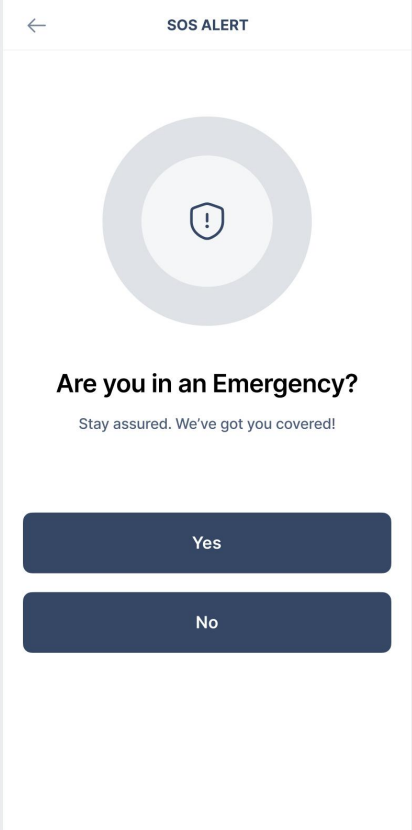 SOS ALERT
Are you in an Emergency?
Stay assured. We’ve got you covered!
Yes
No